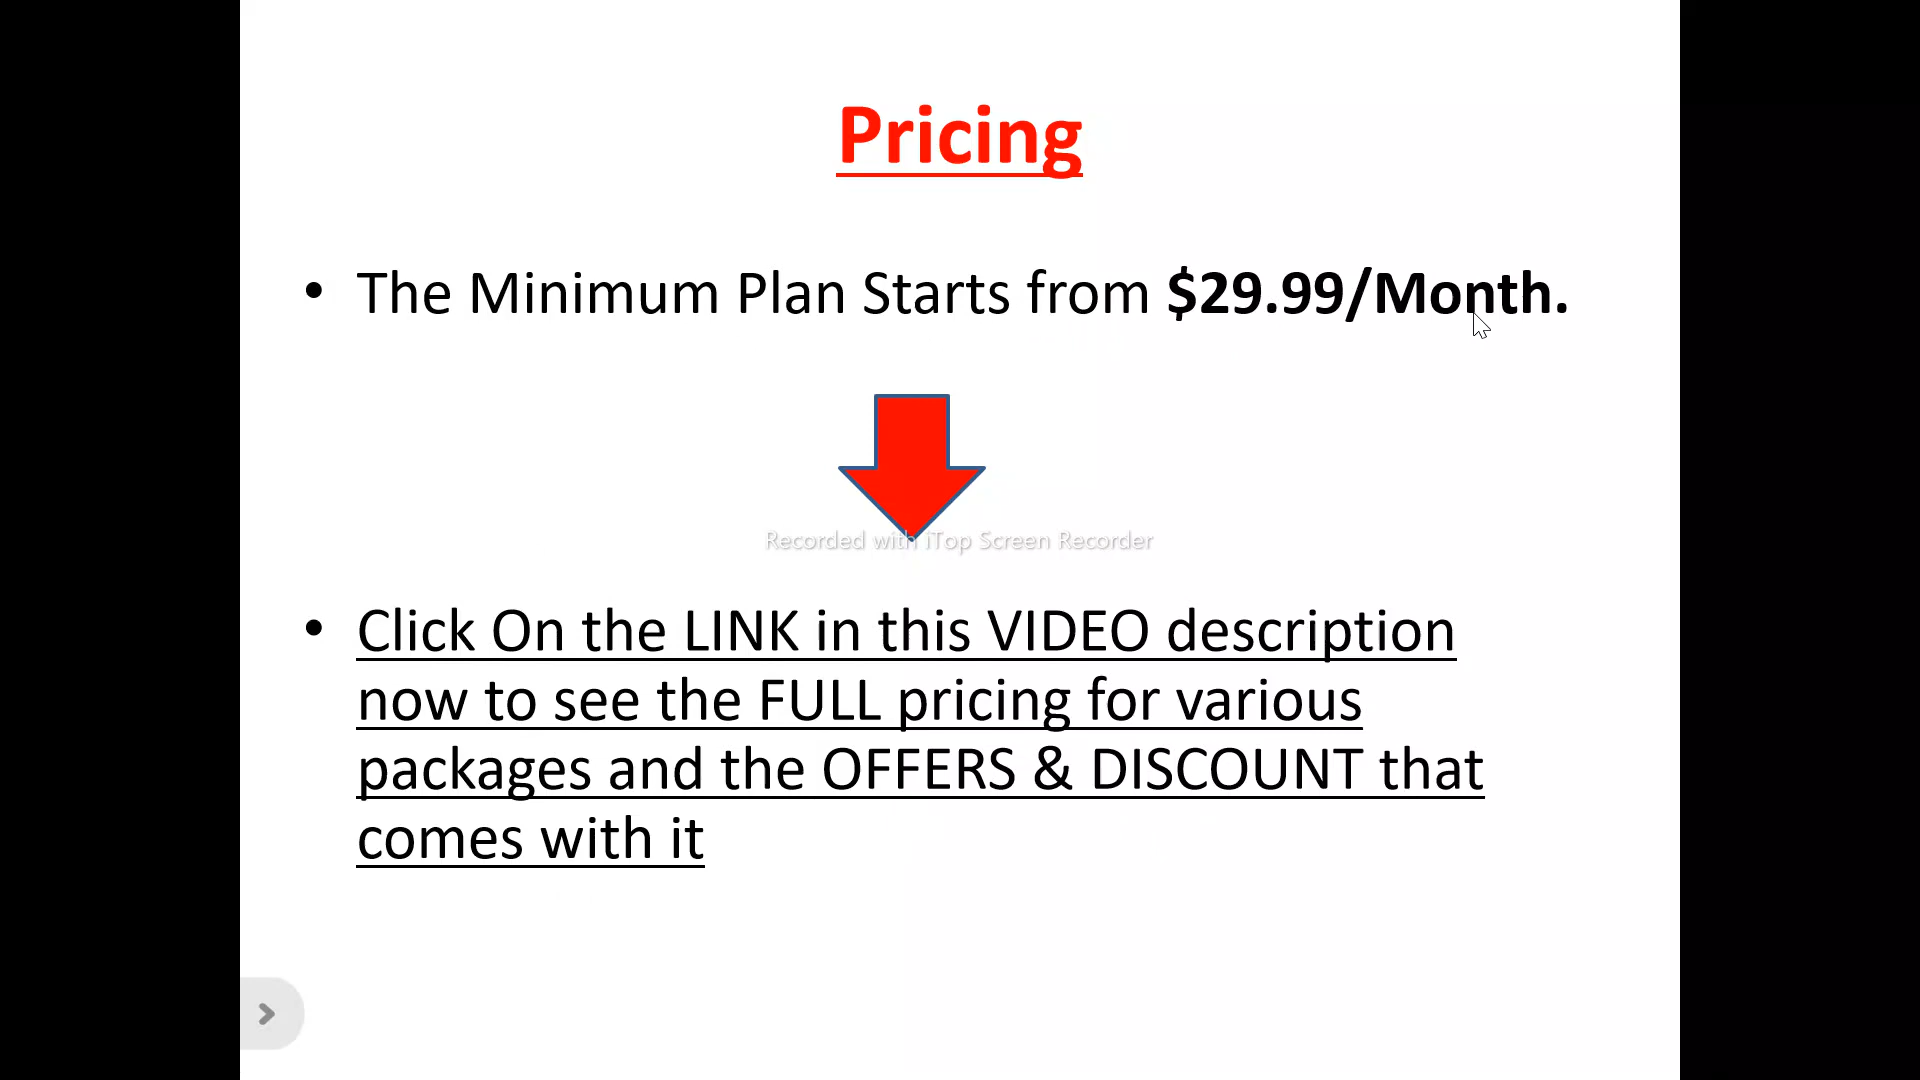 Pricing
• The Minimum Plan Starts from $29.99/Month.
Recorded with iTop Screen Recorder
• Click On the LINK in this VIDEO description
now to see the FULL pricing for various
packages and the OFFERS & DISCOUNT that
comes with it